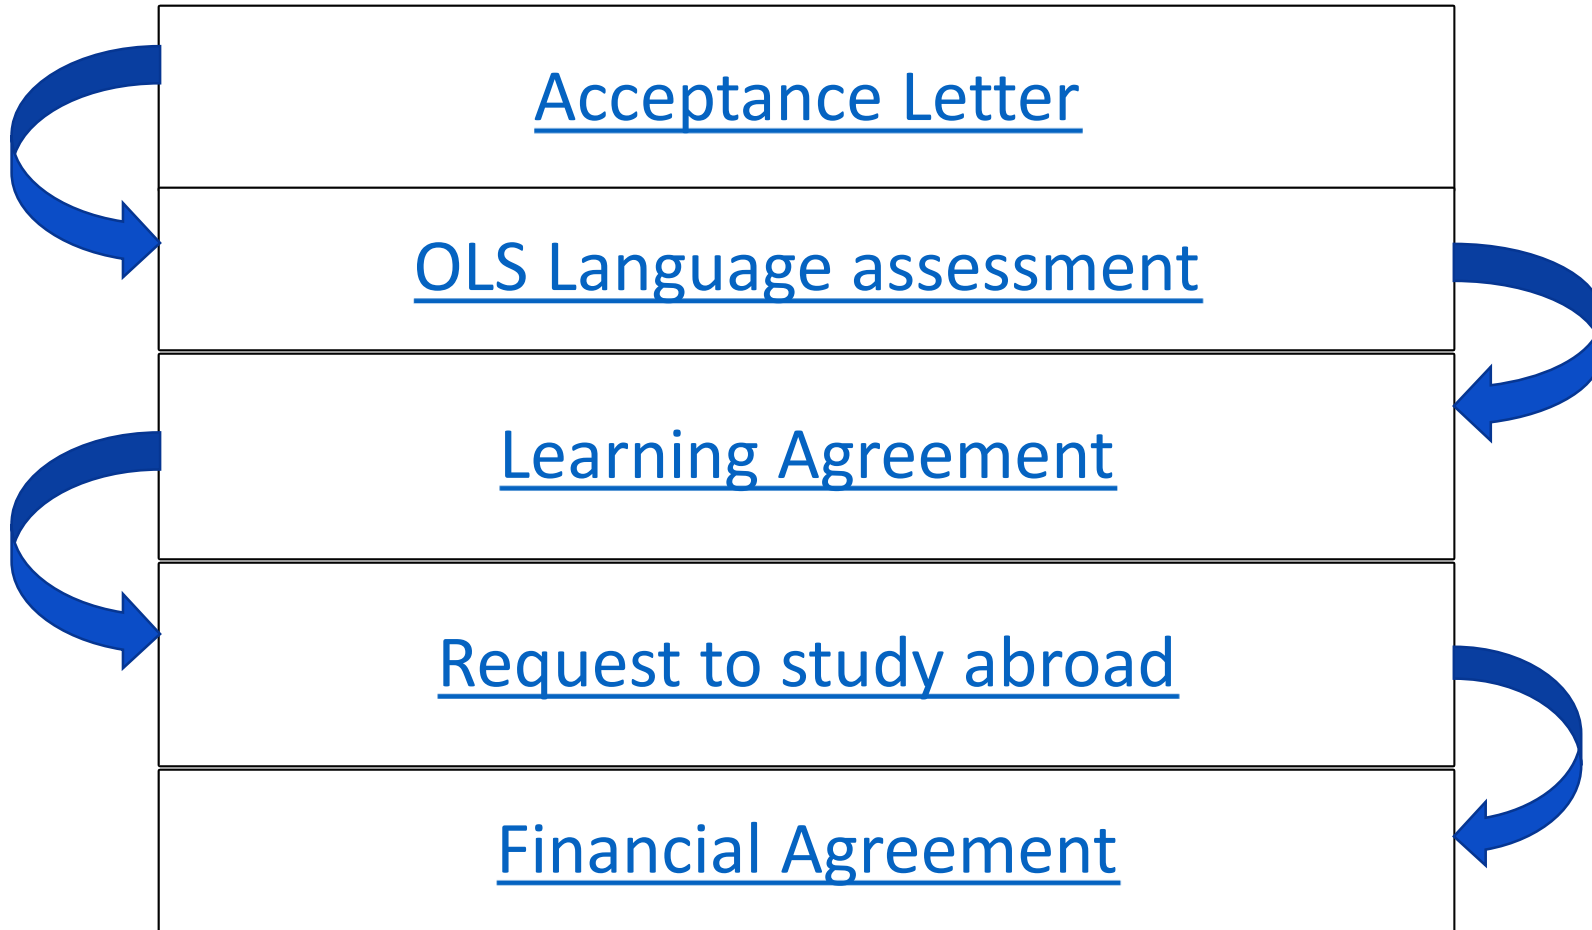 Acceptance Letter
OLS Language assessment
Learning Agreement
Request to study abroad
Financial Agreement